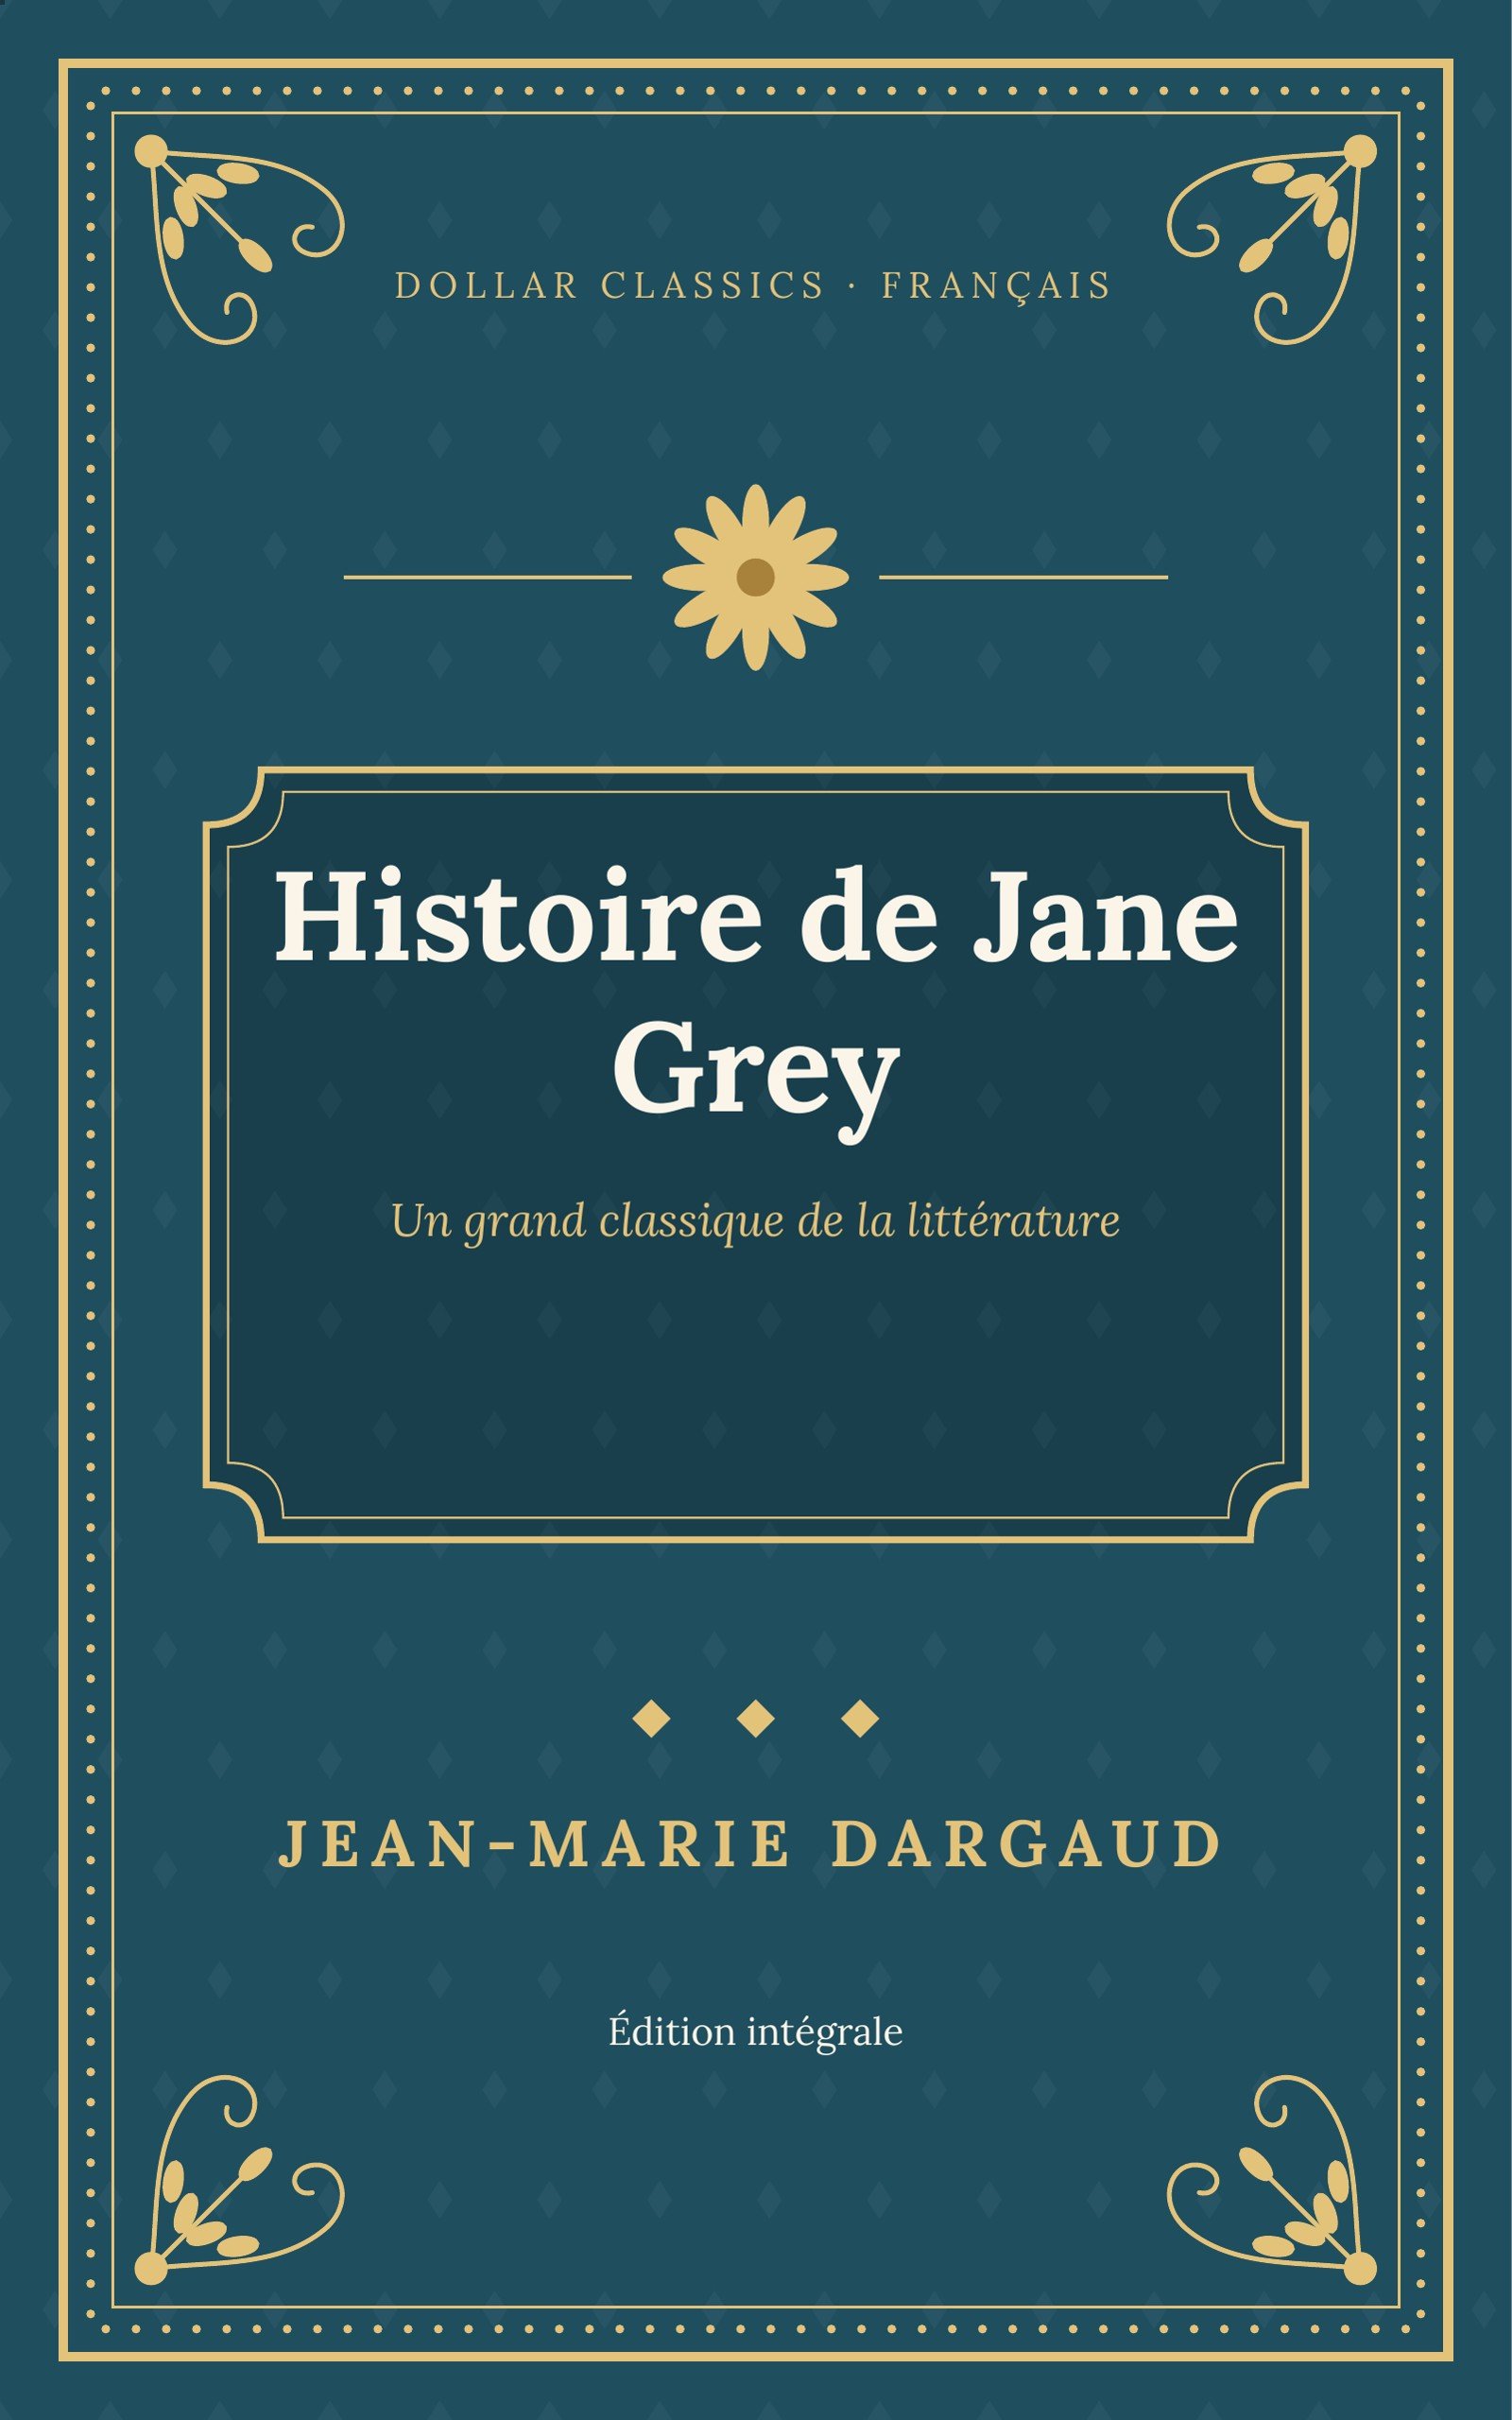 DOLLAR CLASSICS · FRANÇAIS
Histoire de Jane
Grey
Un grand classique de la littérature
JEAN-MARIE DARGAUD
Édition intégrale